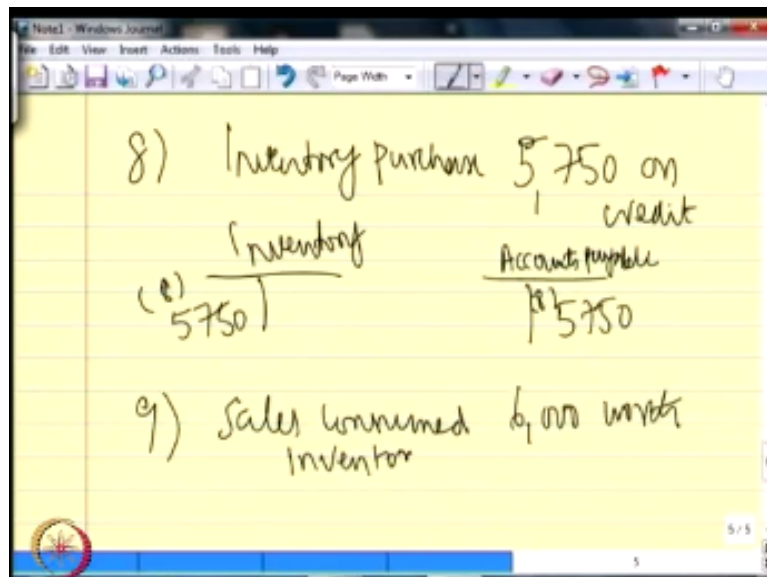 Note1 - Windows Journal
File Edit View Insert Actions Tools Help
Page Width
8) Inventory purchase 5,750 on
credit
Inventory
Accounts payable
(8) 5750
(8) 5750
9) Sales consumed 6,000 worth
inventor
5 / 5
5